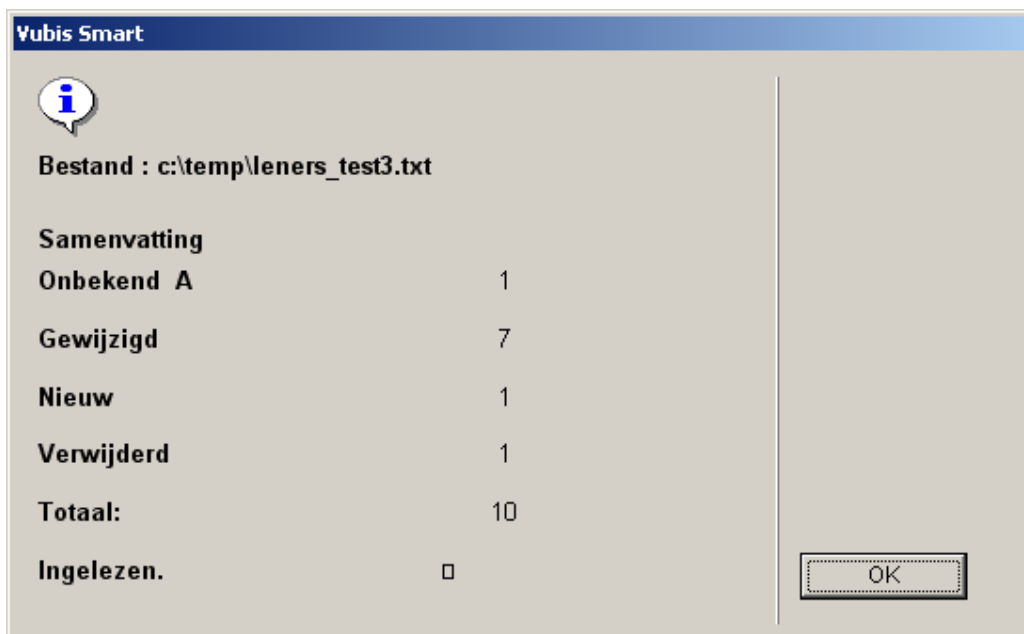 Vubis Smart
Bestand : c:\temp\leners_test3.txt
Samenvatting
Onbekend A 1
Gewijzigd 7
Nieuw 1
Verwijderd 1
Totaal: 10
Ingelezen.
OK